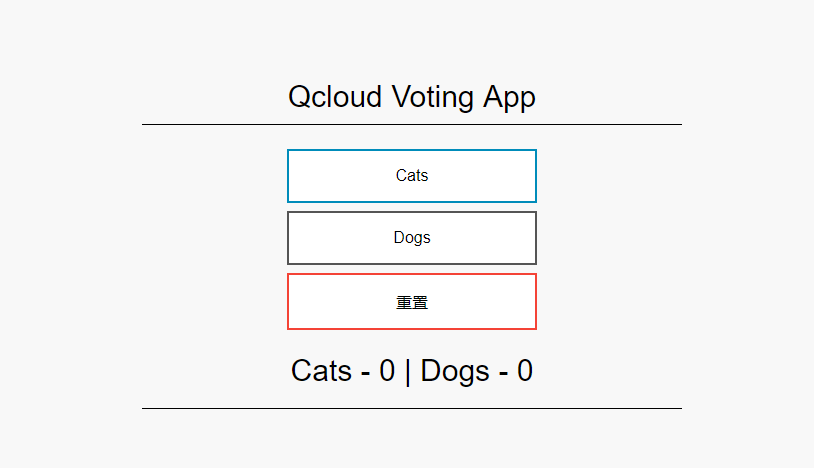 Qcloud Voting App
Cats
Dogs
重置
Cats - 0 | Dogs - 0